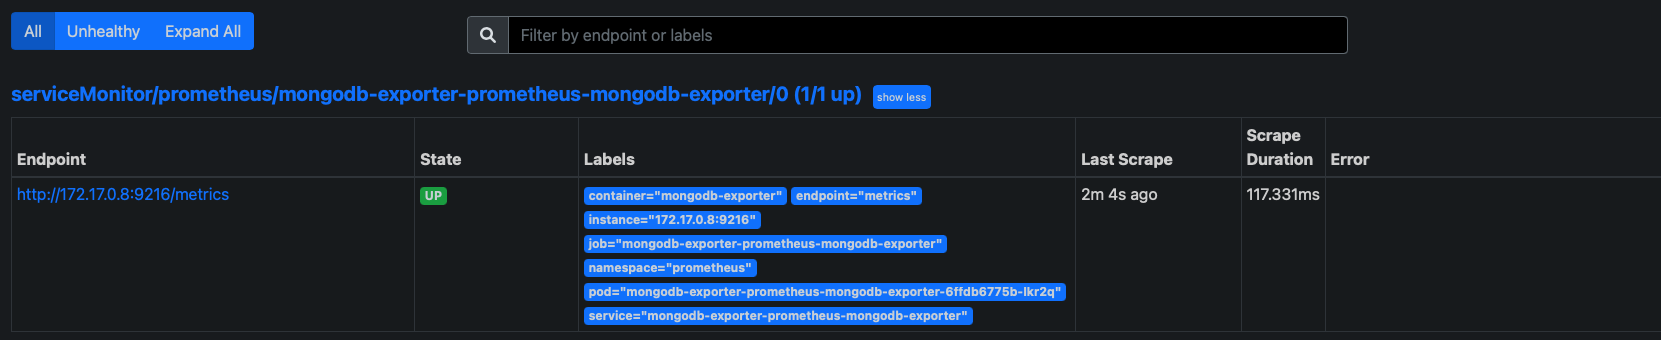 All Unhealthy Expand All
Filter by endpoint or labels
serviceMonitor/prometheus/mongodb-exporter-prometheus-mongodb-exporter/0 (1/1 up) show less
Endpoint State Labels Last Scrape Scrape Duration Error
http://172.17.0.8:9216/metrics UP container="mongodb-exporter" endpoint="metrics" 2m 4s ago 117.331ms
instance="172.17.0.8:9216"
job="mongodb-exporter-prometheus-mongodb-exporter"
namespace="prometheus"
pod="mongodb-exporter-prometheus-mongodb-exporter-6ffdb6775b-lkr2q"
service="mongodb-exporter-prometheus-mongodb-exporter"